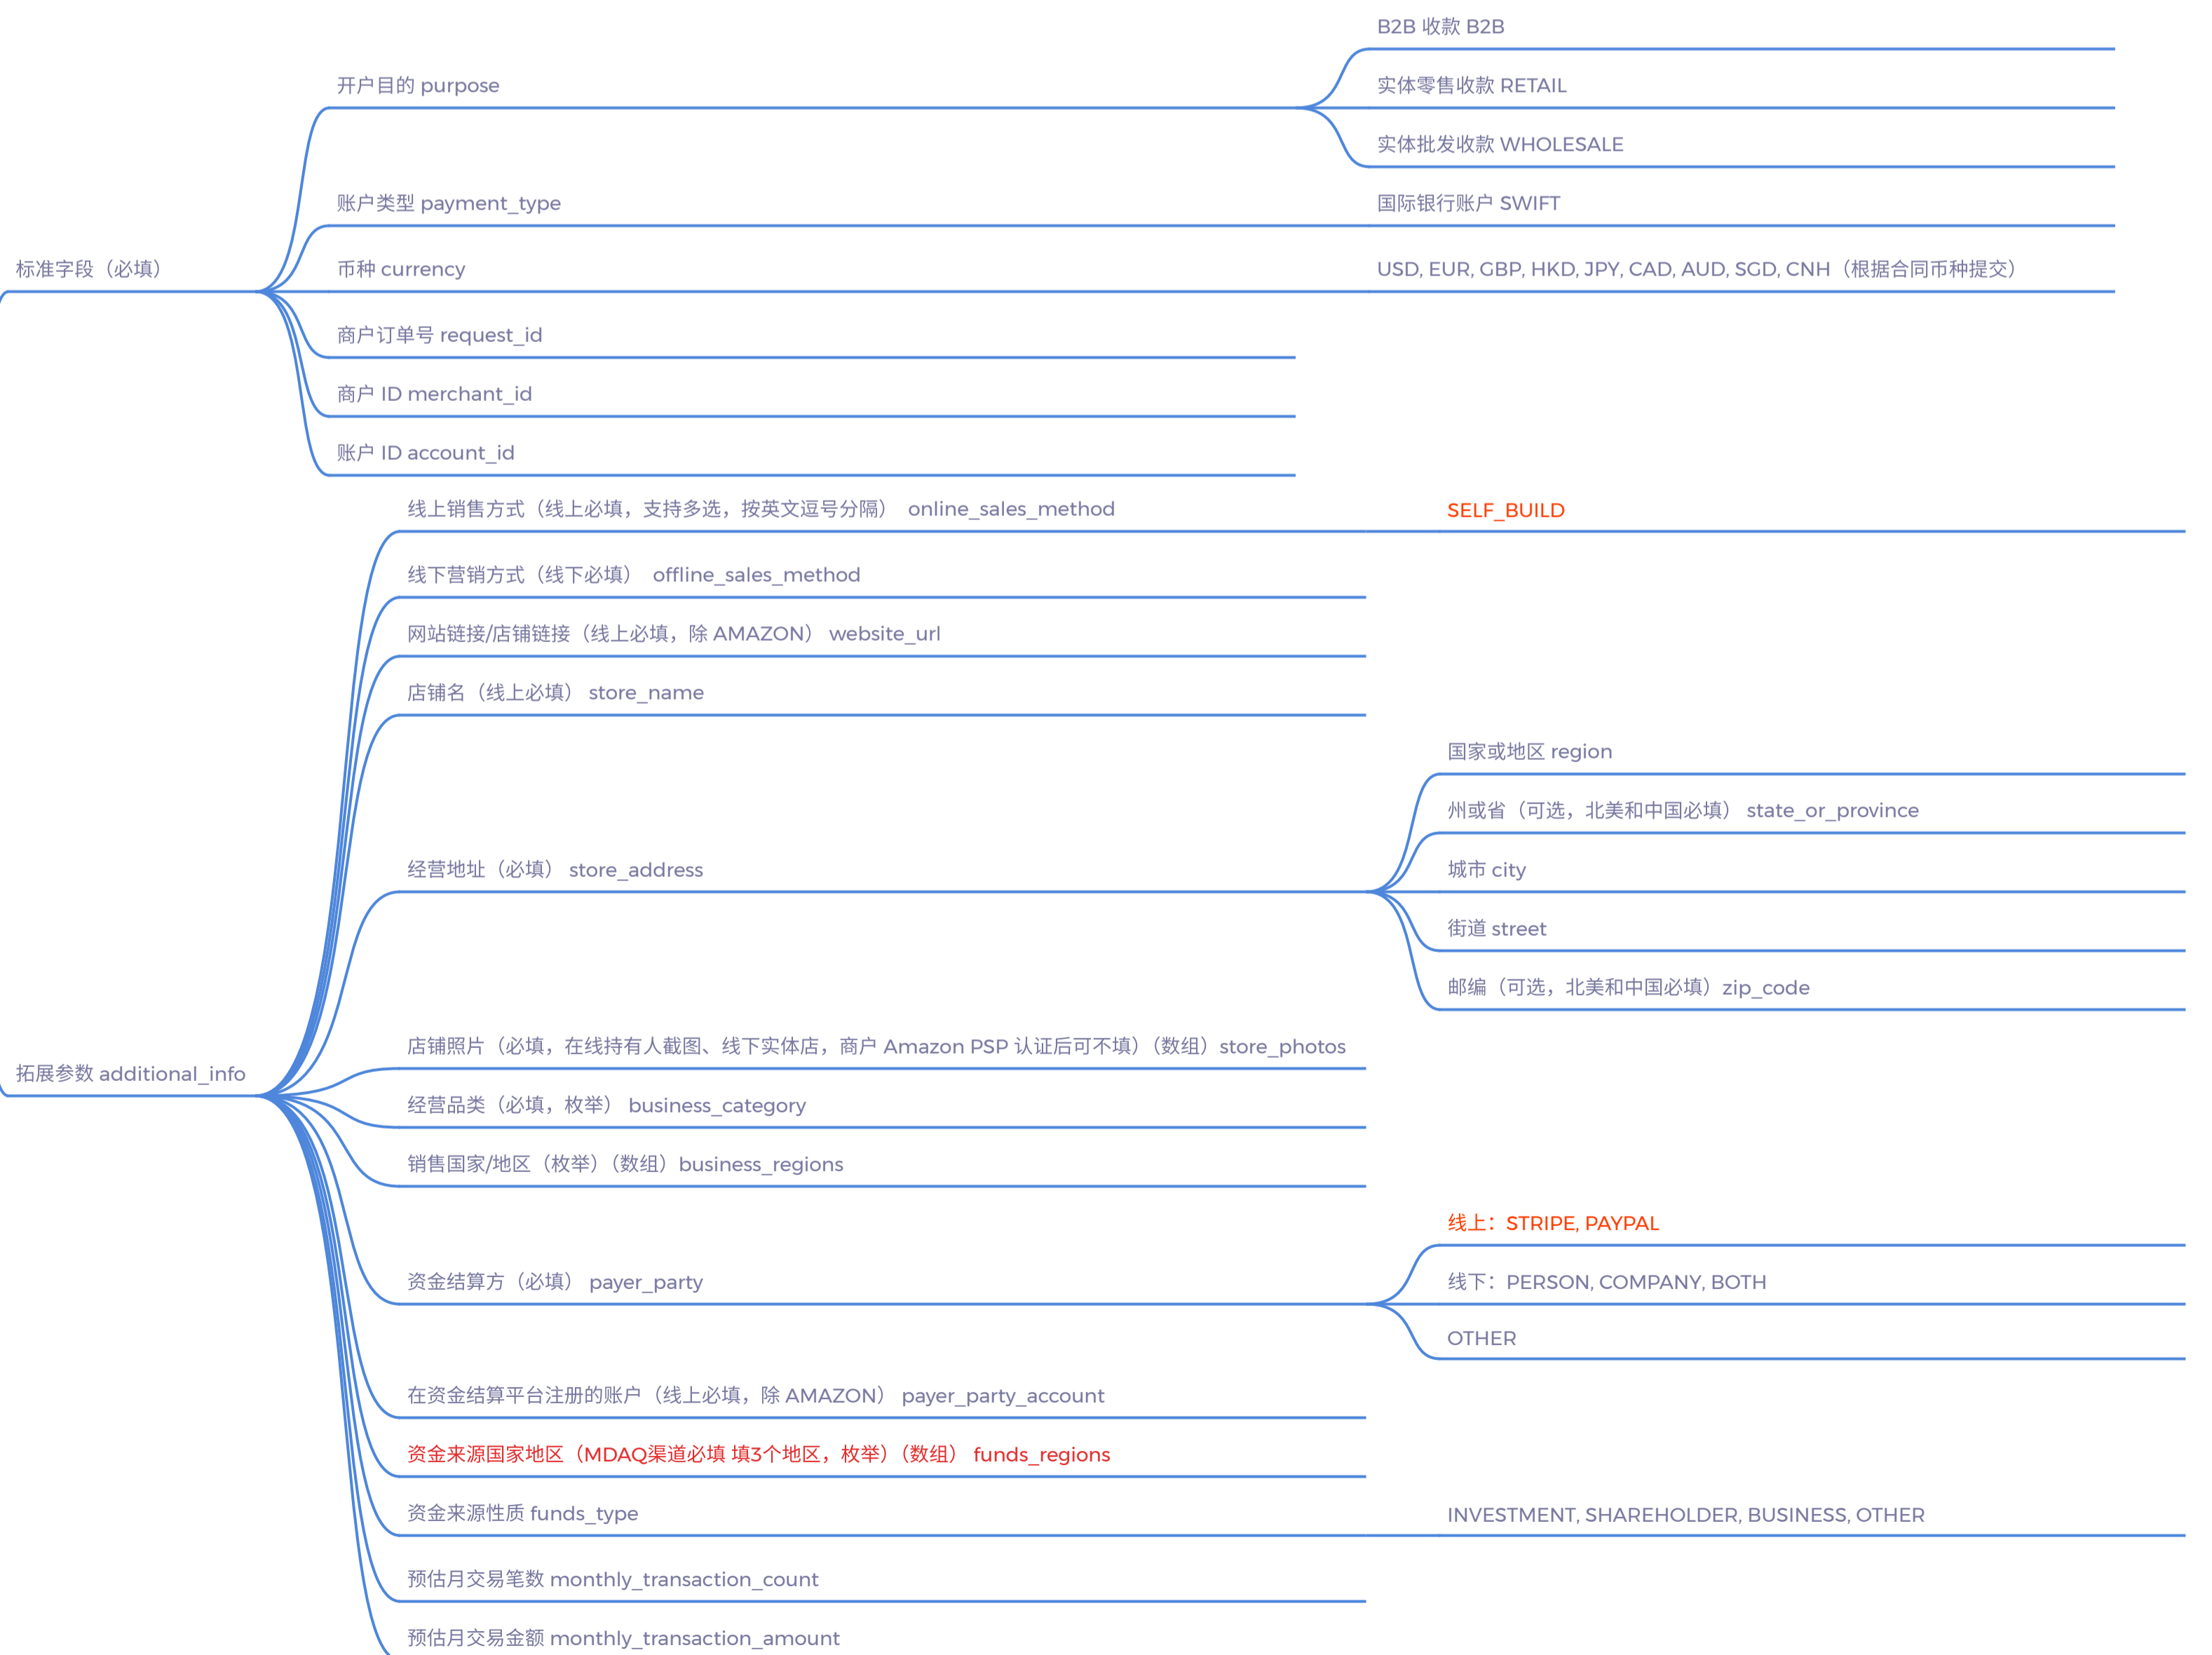 标准字段（必填）
开户目的 purpose
B2B 收款 B2B
实体零售收款 RETAIL
实体批发收款 WHOLESALE
账户类型 payment_type
国际银行账户 SWIFT
币种 currency
USD, EUR, GBP, HKD, JPY, CAD, AUD, SGD, CNH（根据合同币种提交）
商户订单号 request_id
商户 ID merchant_id
账户 ID account_id
拓展参数 additional_info
线上销售方式（线上必填，支持多选，按英文逗号分隔） online_sales_method
SELF_BUILD
线下营销方式（线下必填） offline_sales_method
网站链接/店铺链接（线上必填，除 AMAZON） website_url
店铺名（线上必填） store_name
经营地址（必填） store_address
国家或地区 region
州或省（可选，北美和中国必填） state_or_province
城市 city
街道 street
邮编（可选，北美和中国必填）zip_code
店铺照片（必填，在线持有人截图、线下实体店，商户 Amazon PSP 认证后可不填）（数组）store_photos
经营品类（必填，枚举） business_category
销售国家/地区（枚举）（数组）business_regions
资金结算方（必填） payer_party
线上：STRIPE, PAYPAL
线下：PERSON, COMPANY, BOTH
OTHER
在资金结算平台注册的账户（线上必填，除 AMAZON） payer_party_account
资金来源国家地区（MDAQ渠道必填 填3个地区，枚举）（数组） funds_regions
资金来源性质 funds_type
INVESTMENT, SHAREHOLDER, BUSINESS, OTHER
预估月交易笔数 monthly_transaction_count
预估月交易金额 monthly_transaction_amount